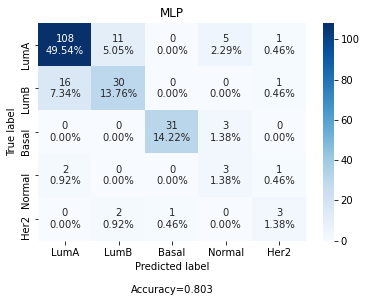 MLP
LumA 108 11 0 5 1 100
49.54% 5.05% 0.00% 2.29% 0.46%
80
LumB 16 30 0 0 1
7.34% 13.76% 0.00% 0.00% 0.46%
60
True label Basal 0 0 31 3 0
0.00% 0.00% 14.22% 1.38% 0.00%
40
Normal 2 0 0 3 1
0.92% 0.00% 0.00% 1.38% 0.46%
20
Her2 0 2 1 0 3
0.00% 0.92% 0.46% 0.00% 1.38%
0
LumA LumB Basal Normal Her2
Predicted label
Accuracy=0.803